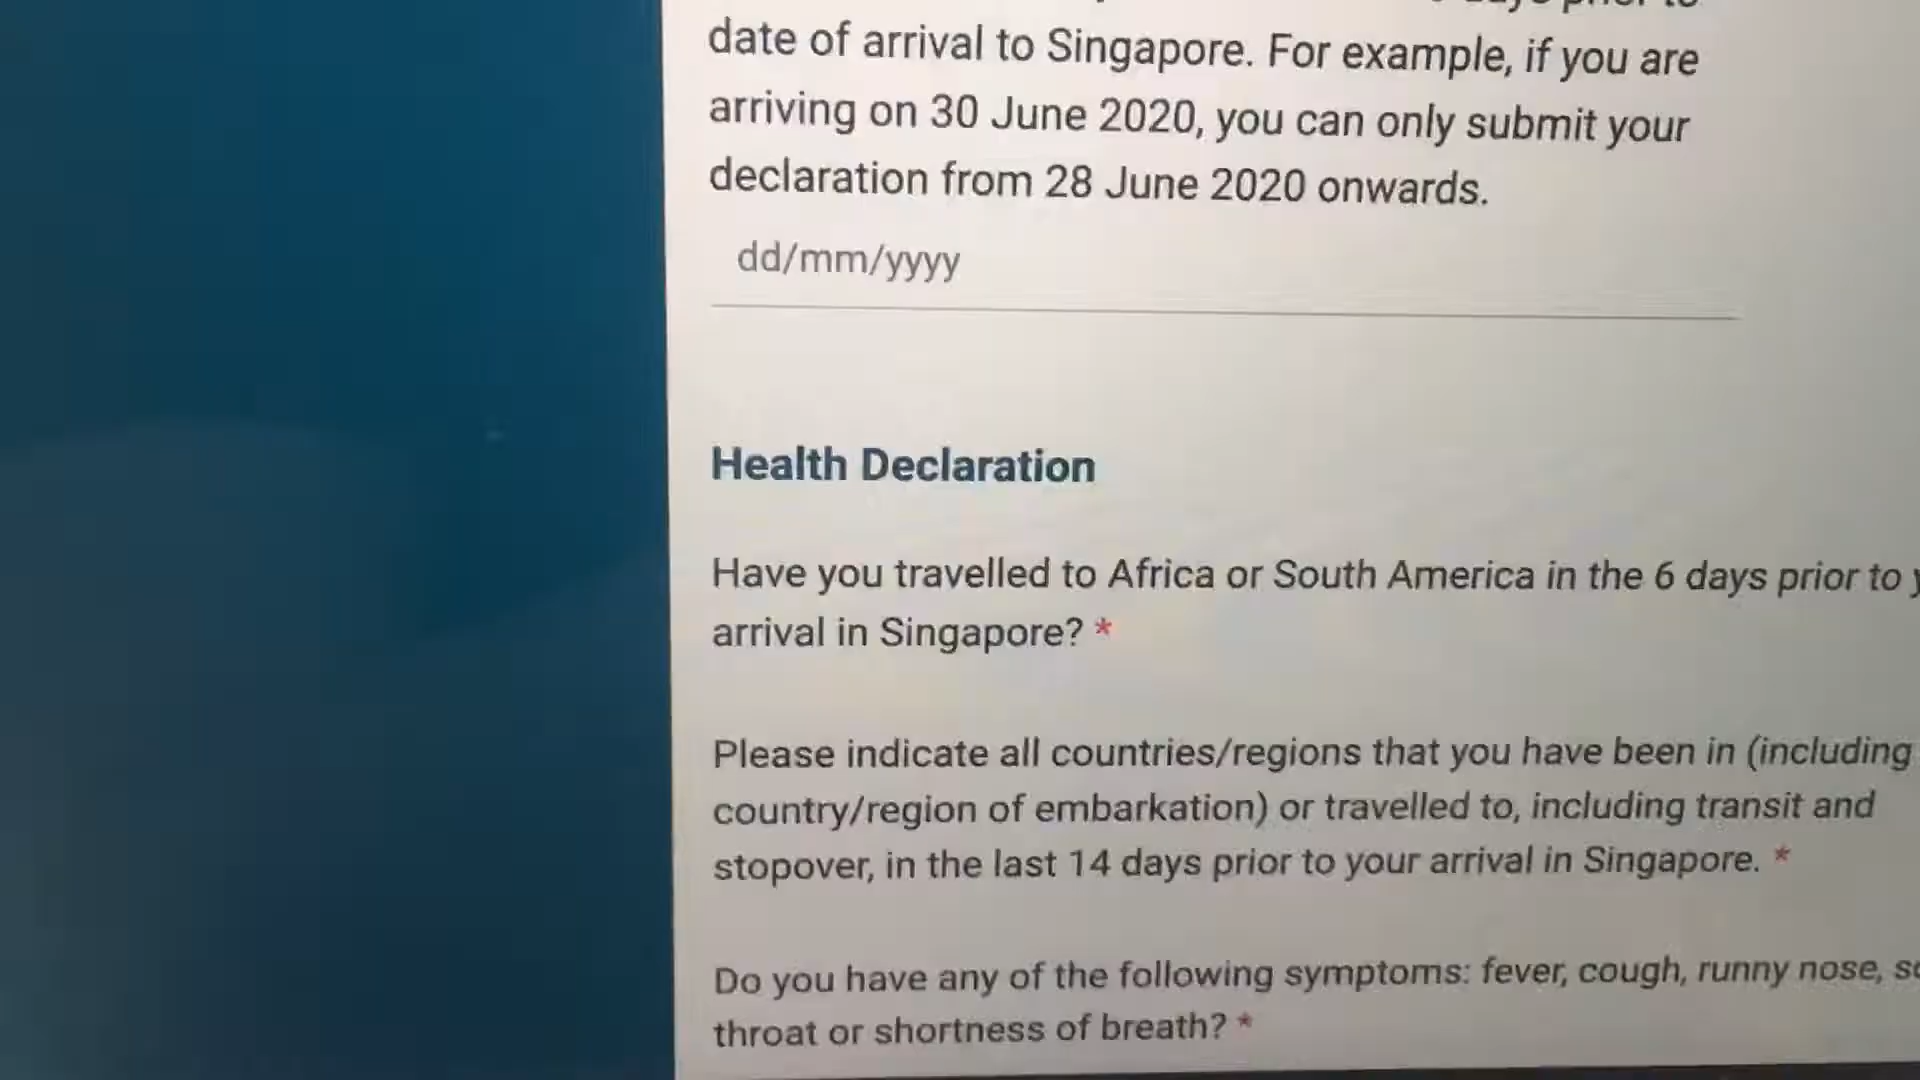 prior to
date of arrival to Singapore. For example, if you are
arriving on 30 June 2020, you can only submit your
declaration from 28 June 2020 onwards.
dd/mm/yyyy
Health Declaration
Have you travelled to Africa or South America in the 6 days prior to
arrival in Singapore? *
Please indicate all countries/regions that you have been in (including
country/region of embarkation) or travelled to, including transit and
stopover, in the last 14 days prior to your arrival in Singapore. *
Do you have any of the following symptoms: fever, cough, runny nose,
throat or shortness of breath? *